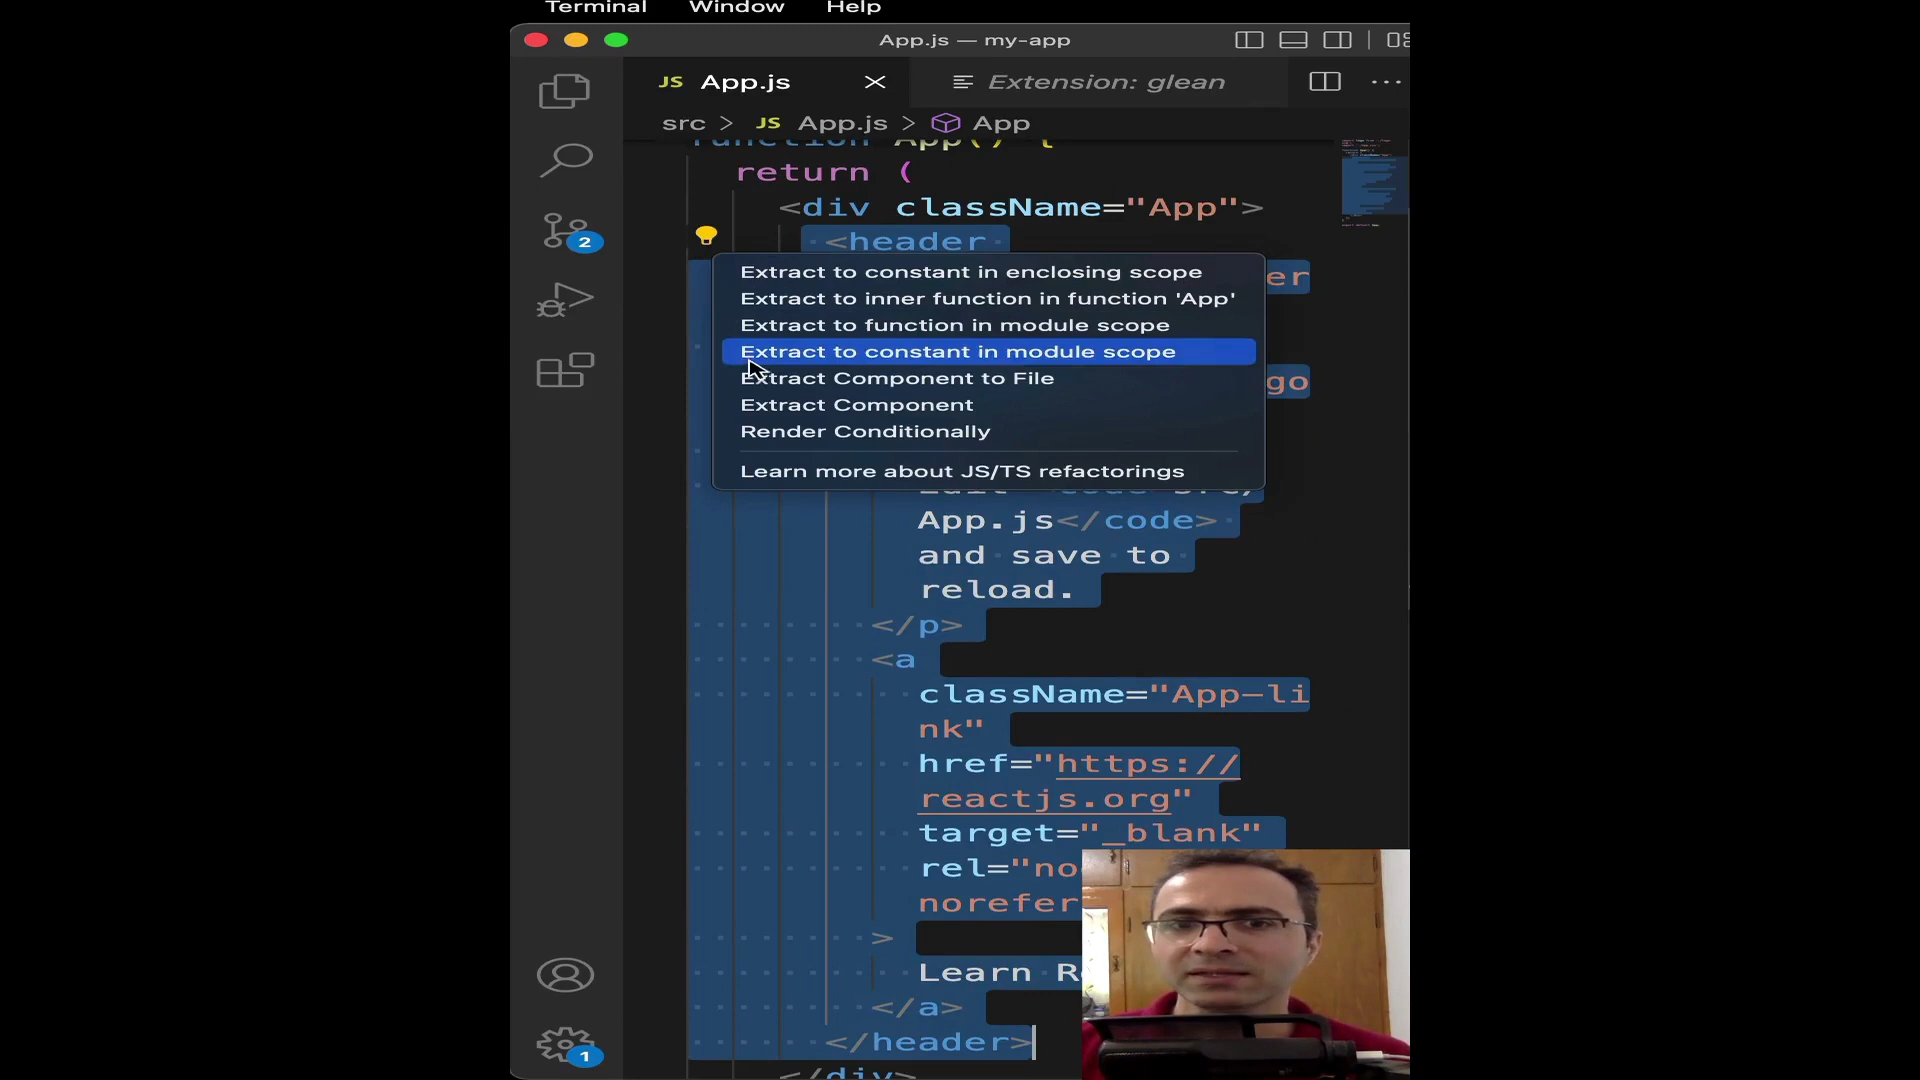 Terminal Window Help
App.js — my-app
JS App.js Extension: glean
src > JS App.js > App
function App() {
return (
<div className="App">
<header
er
Extract to constant in enclosing scope
Extract to inner function in function 'App'
Extract to function in module scope
Extract to constant in module scope
go
Extract Component to File
Extract Component
Render Conditionally
Learn more about JS/TS refactorings
App.js</code>
and save to
reload.
</p>
<a
className="App-li
nk"
href="https://
reactjs.org"
target="_blank"
rel="no
norefer
>
Learn R
</a>
</header>
</div>
2
1